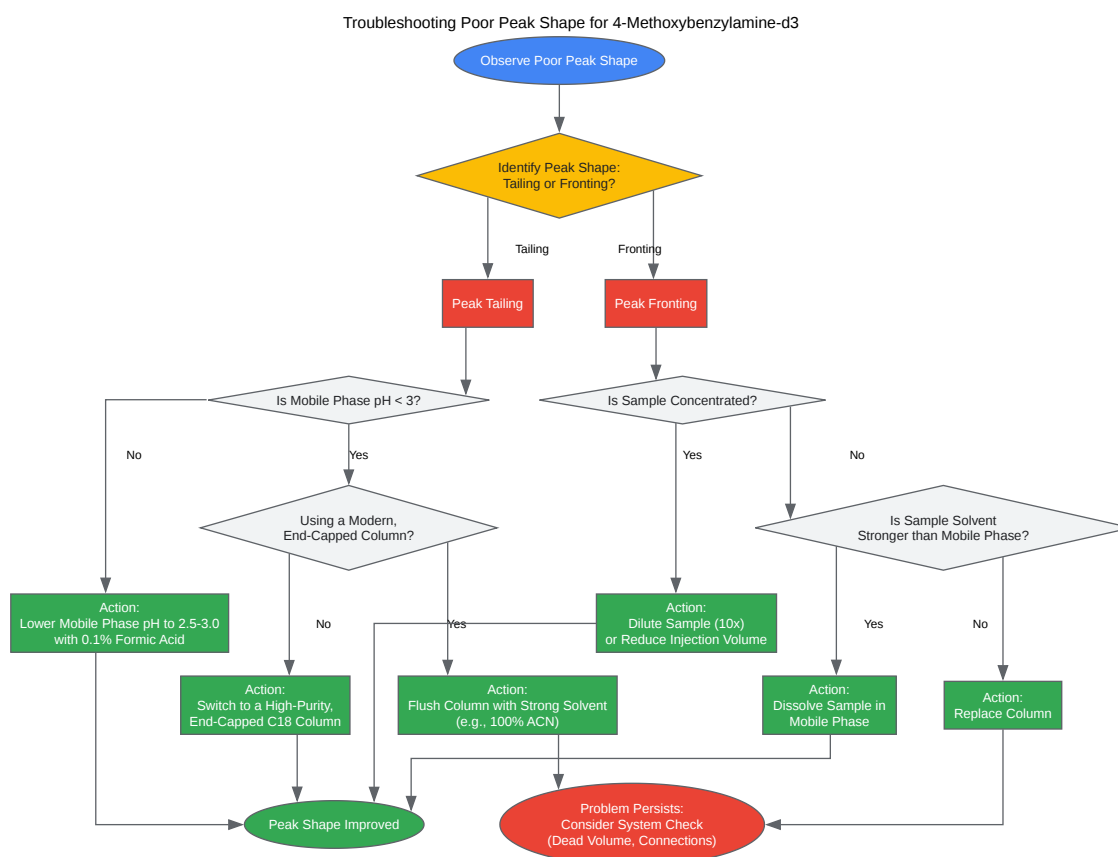 Troubleshooting Poor Peak Shape for 4-Methoxybenzylamine-d3
Observe Poor Peak Shape
Identify Peak Shape:
Tailing or Fronting?
Tailing
Fronting
Peak Tailing
Peak Fronting
Is Mobile Phase pH < 3?
Is Sample Concentrated?
No
Yes
Yes
No
Using a Modern,
End-Capped Column?
Is Sample Solvent
Stronger than Mobile Phase?
Action:
Lower Mobile Phase pH to 2.5-3.0
with 0.1% Formic Acid
No
Yes
Action:
Dilute Sample (10x)
or Reduce Injection Volume
Yes
No
Action:
Switch to a High-Purity,
End-Capped C18 Column
Action:
Flush Column with Strong Solvent
(e.g., 100% ACN)
Action:
Dissolve Sample in
Mobile Phase
Action:
Replace Column
Peak Shape Improved
Problem Persists:
Consider System Check
(Dead Volume, Connections)